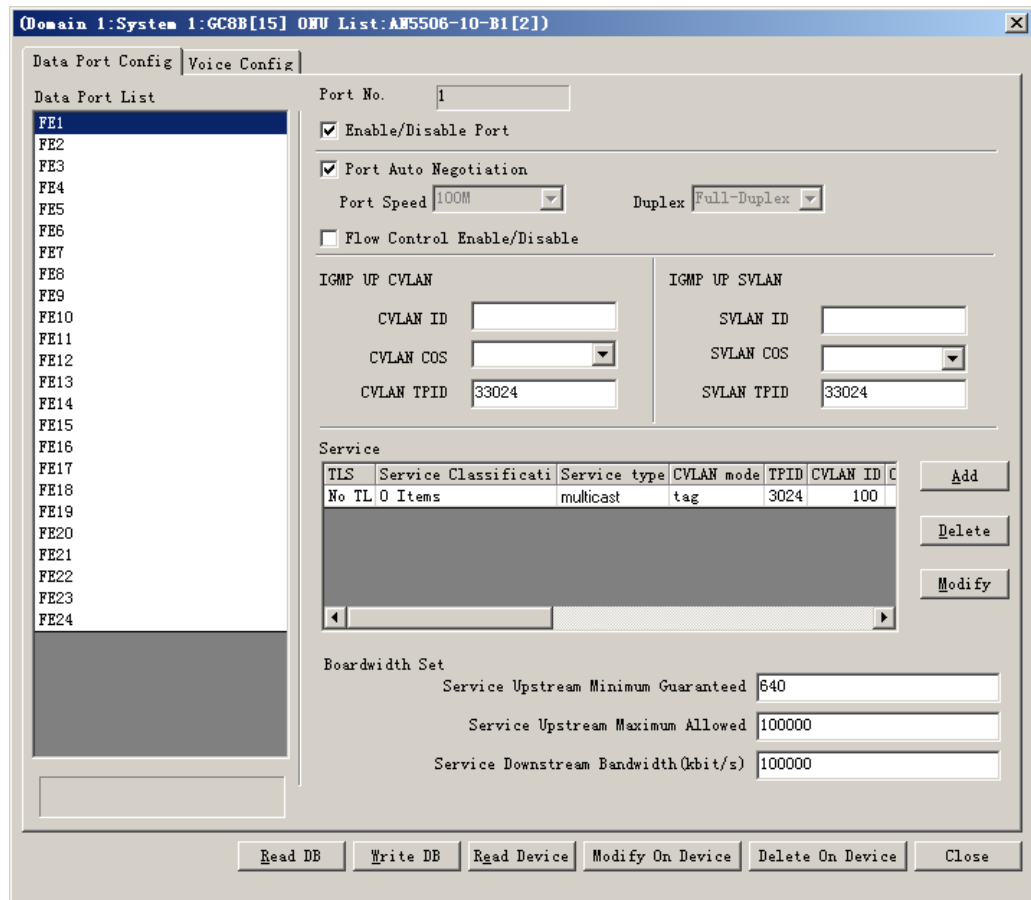 (Domain 1:System 1:GC8B[15] ONU List:AN5506-10-B1[2])
Data Port Config
Voice Config
Data Port List
FE1
FE2
FE3
FE4
FE5
FE6
FE7
FE8
FE9
FE10
FE11
FE12
FE13
FE14
FE15
FE16
FE17
FE18
FE19
FE20
FE21
FE22
FE23
FE24
Port No. 1
Enable/Disable Port
Port Auto Negotiation
Port Speed 100M Duplex Full-Duplex
Flow Control Enable/Disable
IGMP UP CVLAN
CVLAN ID
CVLAN COS
CVLAN TPID 33024
IGMP UP SVLAN
SVLAN ID
SVLAN COS
SVLAN TPID 33024
Service
TLS Service Classificati Service type CVLAN mode TPID CVLAN ID C
No TL 0 Items multicast tag 3024 100
Add
Delete
Modify
Boardwidth Set
Service Upstream Minimum Guaranteed 640
Service Upstream Maximum Allowed 100000
Service Downstream Bandwidth(kbit/s) 100000
Read DB Write DB Read Device Modify On Device Delete On Device Close